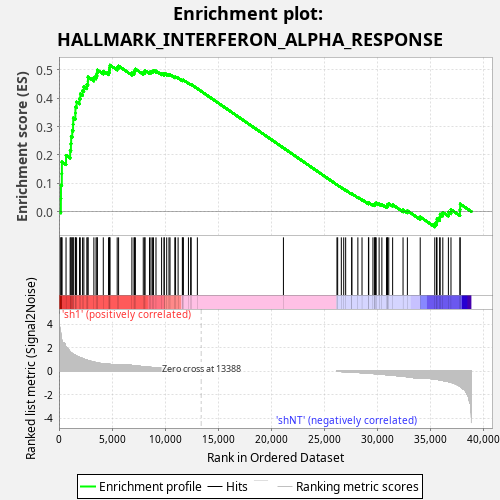 Enrichment plot:
HALLMARK_INTERFERON_ALPHA_RESPONSE
Enrichment score (ES)
0.5
0.4
0.3
0.2
0.1
0.0
Ranked list metric (Signal2Noise)
'sh1' (positively correlated)
4
2
0
-2
-4
Zero cross at 13388
'shNT' (negatively correlated)
0
5,000
10,000
15,000
20,000
25,000
30,000
35,000
40,000
Rank in Ordered Dataset
Enrichment profile
Hits
Ranking metric scores